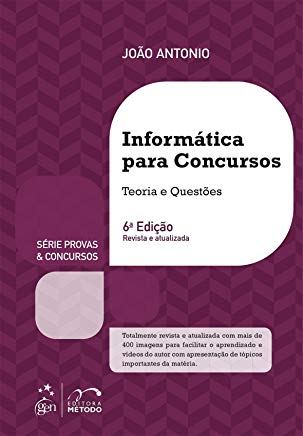 JOÃO ANTONIO
Informática
para Concursos
Teoria e Questões
6ª Edição
Revista e atualizada
SÉRIE PROVAS
& CONCURSOS
Totalmente revista e atualizada com mais de
400 imagens para facilitar o aprendizado e
vídeos do autor com apresentação de tópicos
importantes da matéria.
gen
EDITORA
MÉTODO